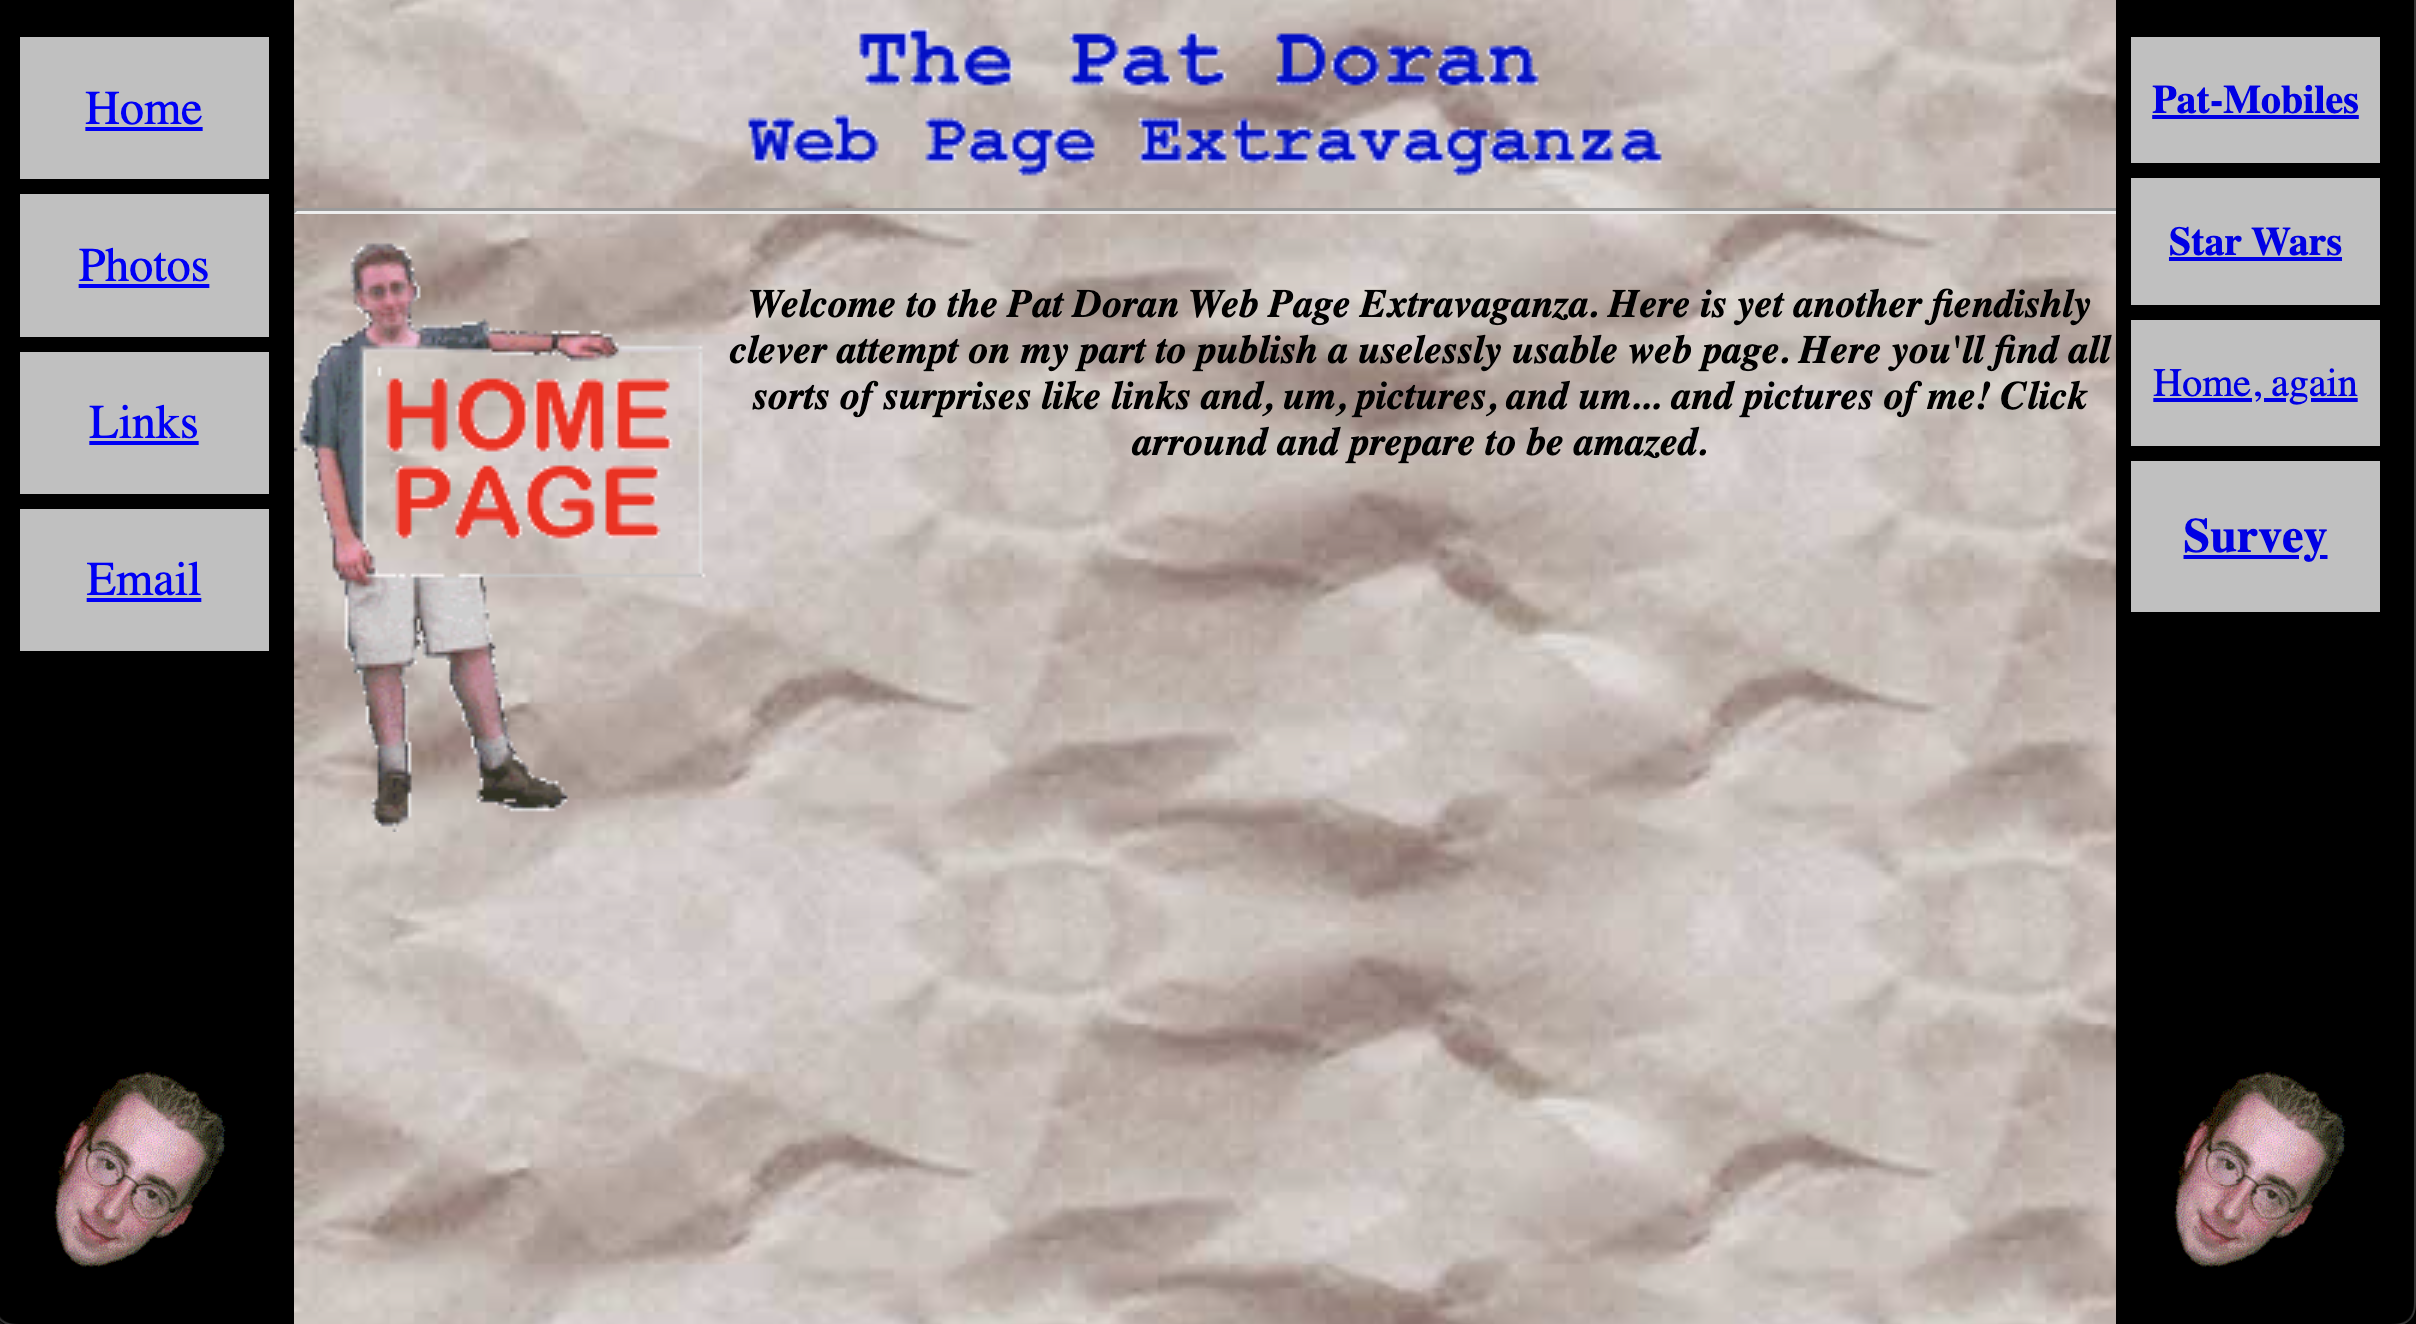 Home
Photos
Links
Email
The Pat Doran
Web Page Extravaganza
HOME
PAGE
Welcome to the Pat Doran Web Page Extravaganza. Here is yet another fiendishly
clever attempt on my part to publish a uselessly usable web page. Here you'll find all
sorts of surprises like links and, um, pictures, and um... and pictures of me! Click
arround and prepare to be amazed.
Pat-Mobiles
Star Wars
Home, again
Survey